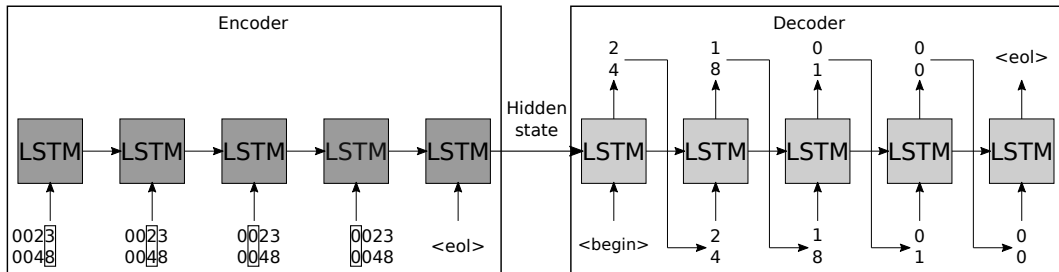 Encoder
Decoder
2 1 0 0
4 8 1 0 <eol>
Hidden
state
LSTM LSTM LSTM LSTM LSTM LSTM LSTM LSTM LSTM LSTM
0023 0023 0023 0023 <eol> <begin> 2 1 0 0
0048 0048 0048 0048 4 8 1 0